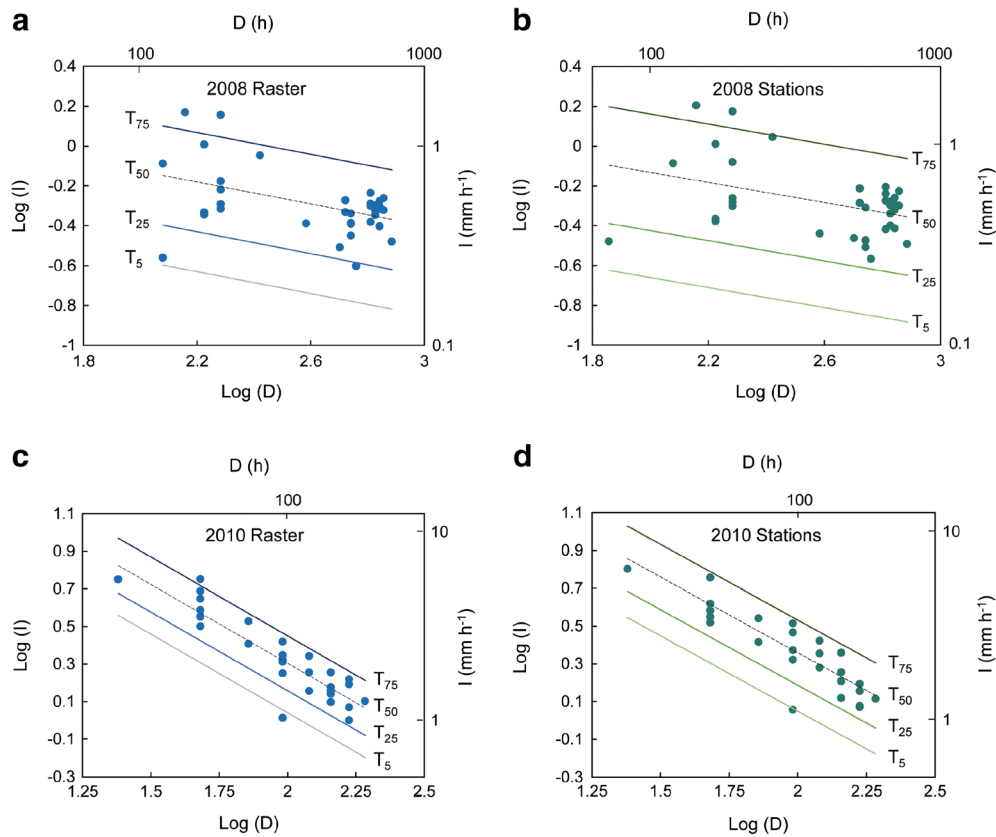 a
D (h)
100 1000
2008 Raster
0.4
0.2
0
-0.2
-0.4
-0.6
-0.8
-1
Log (I)
T75
T50
T25
T5
1
0.1
I (mm h-1)
1.8 2.2 2.6 3
Log (D)
b
D (h)
100 1000
2008 Stations
0.4
0.2
0
-0.2
-0.4
-0.6
-0.8
-1
Log (I)
T75
T50
T25
T5
1
0.1
I (mm h-1)
1.8 2.2 2.6 3
Log (D)
c
D (h)
100
2010 Raster
1.1
0.9
0.7
0.5
0.3
0.1
-0.1
-0.3
Log (I)
T75
T50
T25
T5
10
1
I (mm h-1)
1.25 1.5 1.75 2 2.25 2.5
Log (D)
d
D (h)
100
2010 Stations
1.1
0.9
0.7
0.5
0.3
0.1
-0.1
-0.3
Log (I)
T75
T50
T25
T5
10
1
I (mm h-1)
1.25 1.5 1.75 2 2.25 2.5
Log (D)